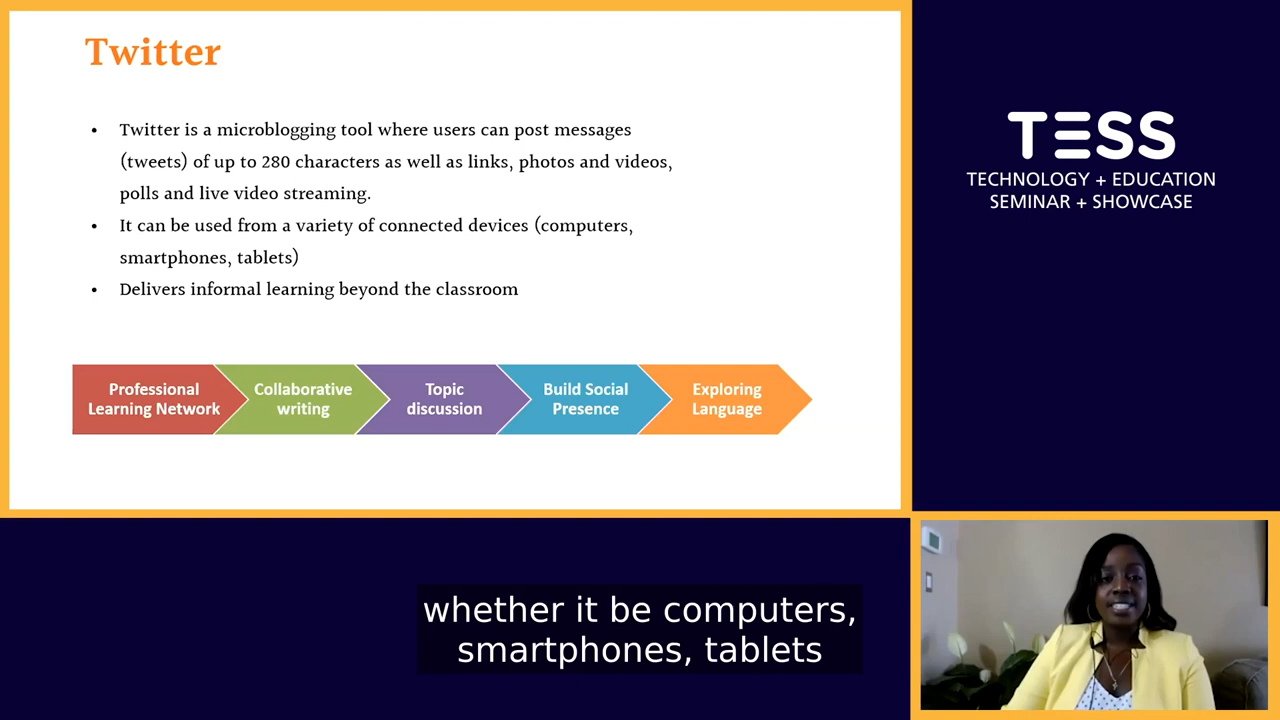 Twitter
• Twitter is a microblogging tool where users can post messages
(tweets) of up to 280 characters as well as links, photos and videos,
polls and live video streaming.
• It can be used from a variety of connected devices (computers,
smartphones, tablets)
• Delivers informal learning beyond the classroom
Professional
Learning Network
Collaborative
writing
Topic
discussion
Build Social
Presence
Exploring
Language
TESS
TECHNOLOGY + EDUCATION
SEMINAR + SHOWCASE
whether it be computers,
smartphones, tablets